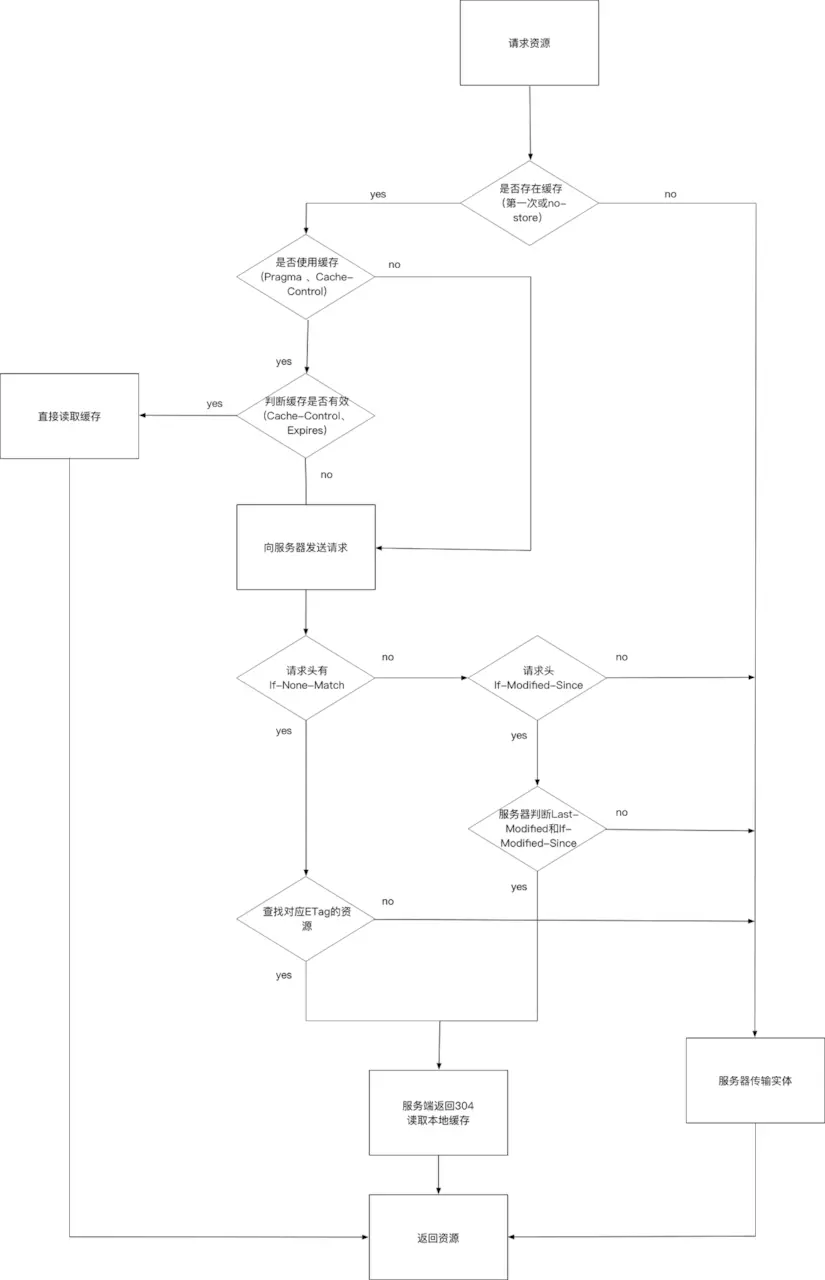 请求资源
是否存在缓存
（第一次或no-
store）
yes
no
是否使用缓存
（Pragma 、Cache-
Control）
no
yes
判断缓存是否有效
（Cache-Control、
Expires）
yes
直接读取缓存
no
向服务器发送请求
请求头有
If-None-Match
no
请求头
If-Modified-Since
no
yes
yes
服务器判断Last-
Modified和If-
Modified-Since
no
yes
查找对应ETag的资
源
no
yes
服务器传输实体
服务端返回304
读取本地缓存
返回资源